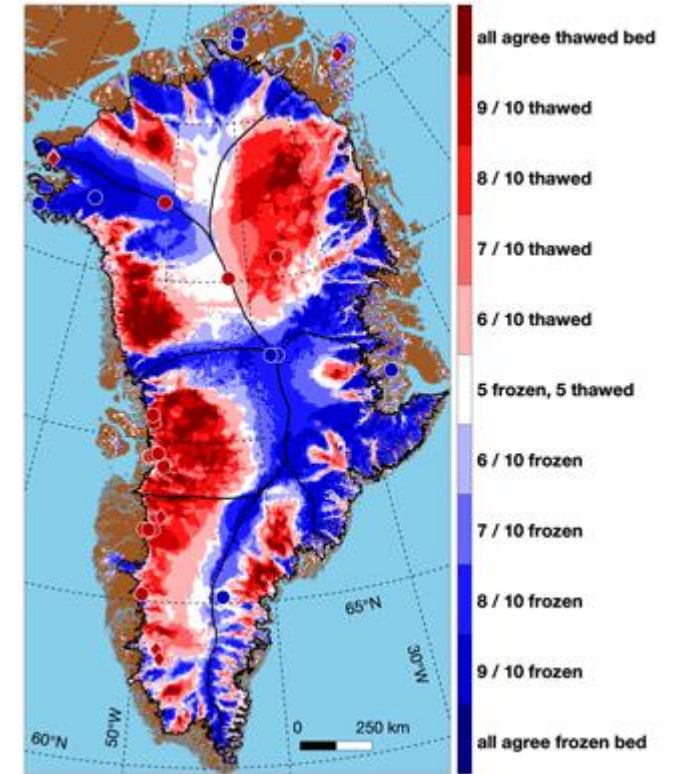 all agree thawed bed
9 / 10 thawed
8 / 10 thawed
7 / 10 thawed
6 / 10 thawed
5 frozen, 5 thawed
6 / 10 frozen
7 / 10 frozen
8 / 10 frozen
9 / 10 frozen
all agree frozen bed
65°N
30°W
0 250 km
50°W
60°N